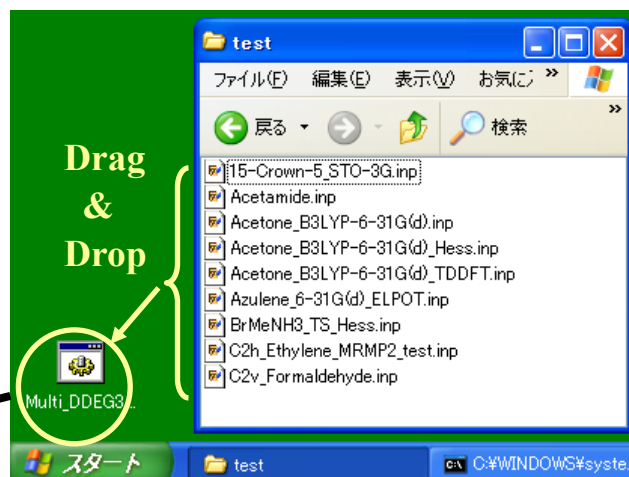 test
ファイル(F) 編集(E) 表示(V) お気に入 »
戻る 検索 »
Drag
&
Drop
15-Crown-5_STO-3G.inp
Acetamide.inp
Acetone_B3LYP-6-31G(d).inp
Acetone_B3LYP-6-31G(d)_Hess.inp
Acetone_B3LYP-6-31G(d)_TDDFT.inp
Azulene_6-31G(d)_ELPOT.inp
BrMeNH3_TS_Hess.inp
C2h_Ethylene_MRMP2_test.inp
C2v_Formaldehyde.inp
Multi_DDEG3...
スタート test C:¥WINDOWS¥syste.